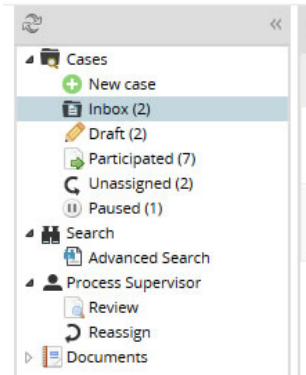 Cases
New case
Inbox (2)
Draft (2)
Participated (7)
Unassigned (2)
Paused (1)
Search
Advanced Search
Process Supervisor
Review
Reassign
Documents